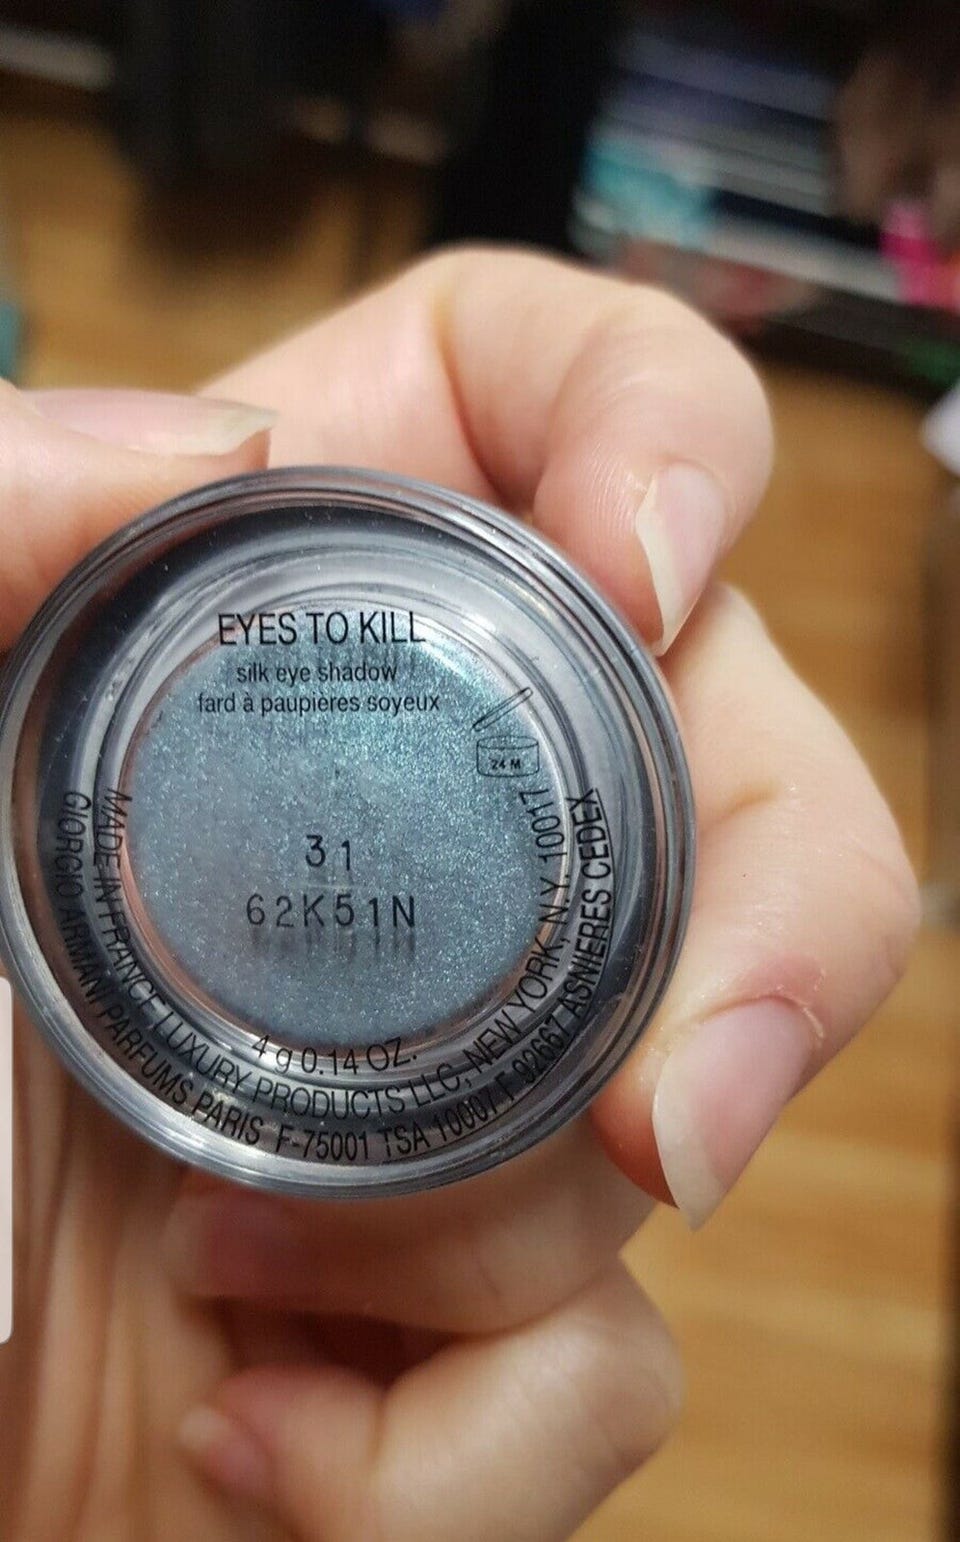 EYES TO KILL
silk eye shadow
fard à paupières soyeux
24 M
31
62K51N
4 g 0.14 OZ.
MADE IN FRANCE LUXURY PRODUCTS LLC, NEW YORK, N.Y. 10017
GIORGIO ARMANI PARFUMS PARIS F-75001 TSA 10007 F 92667 ASNIERES CEDEX